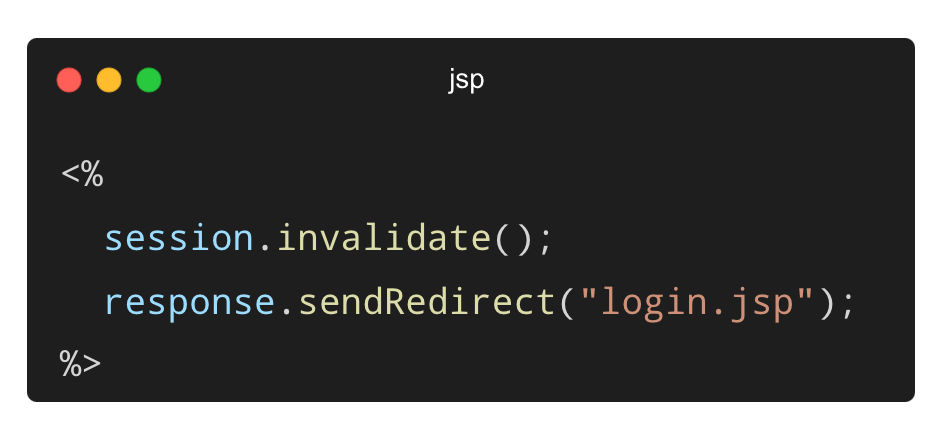 jsp
<%
session.invalidate();
response.sendRedirect("login.jsp");
%>